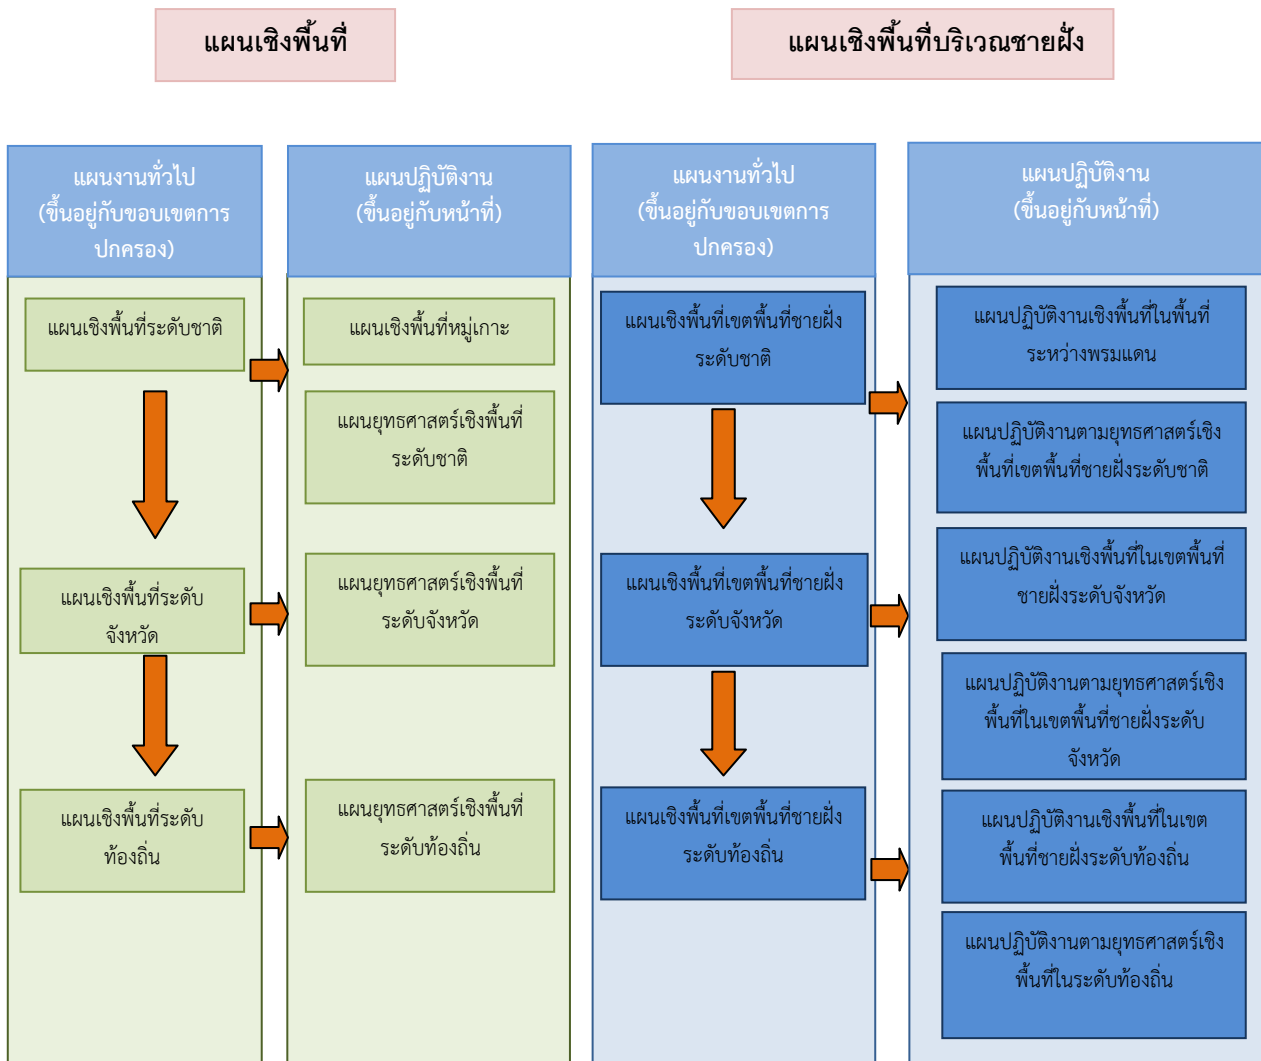 แผนเชิงพื้นที่
แผนเชิงพื้นที่บริเวณชายฝั่ง
แผนงานทั่วไป
(ขึ้นอยู่กับขอบเขตการ
ปกครอง)
แผนเชิงพื้นที่ระดับชาติ
แผนเชิงพื้นที่ระดับ
จังหวัด
แผนเชิงพื้นที่ระดับ
ท้องถิ่น
แผนปฏิบัติงาน
(ขึ้นอยู่กับหน้าที่)
แผนเชิงพื้นที่หมู่เกาะ
แผนยุทธศาสตร์เชิงพื้นที่
ระดับชาติ
แผนยุทธศาสตร์เชิงพื้นที่
ระดับจังหวัด
แผนยุทธศาสตร์เชิงพื้นที่
ระดับท้องถิ่น
แผนงานทั่วไป
(ขึ้นอยู่กับขอบเขตการ
ปกครอง)
แผนเชิงพื้นที่เขตพื้นที่ชายฝั่ง
ระดับชาติ
แผนเชิงพื้นที่เขตพื้นที่ชายฝั่ง
ระดับจังหวัด
แผนเชิงพื้นที่เขตพื้นที่ชายฝั่ง
ระดับท้องถิ่น
แผนปฏิบัติงาน
(ขึ้นอยู่กับหน้าที่)
แผนปฏิบัติงานเชิงพื้นที่ในพื้นที่
ระหว่างพรมแดน
แผนปฏิบัติงานตามยุทธศาสตร์เชิง
พื้นที่เขตพื้นที่ชายฝั่งระดับชาติ
แผนปฏิบัติงานเชิงพื้นที่ในเขตพื้นที่
ชายฝั่งระดับจังหวัด
แผนปฏิบัติงานตามยุทธศาสตร์เชิง
พื้นที่ในเขตพื้นที่ชายฝั่งระดับ
จังหวัด
แผนปฏิบัติงานเชิงพื้นที่ในเขต
พื้นที่ชายฝั่งระดับท้องถิ่น
แผนปฏิบัติงานตามยุทธศาสตร์เชิง
พื้นที่ในระดับท้องถิ่น